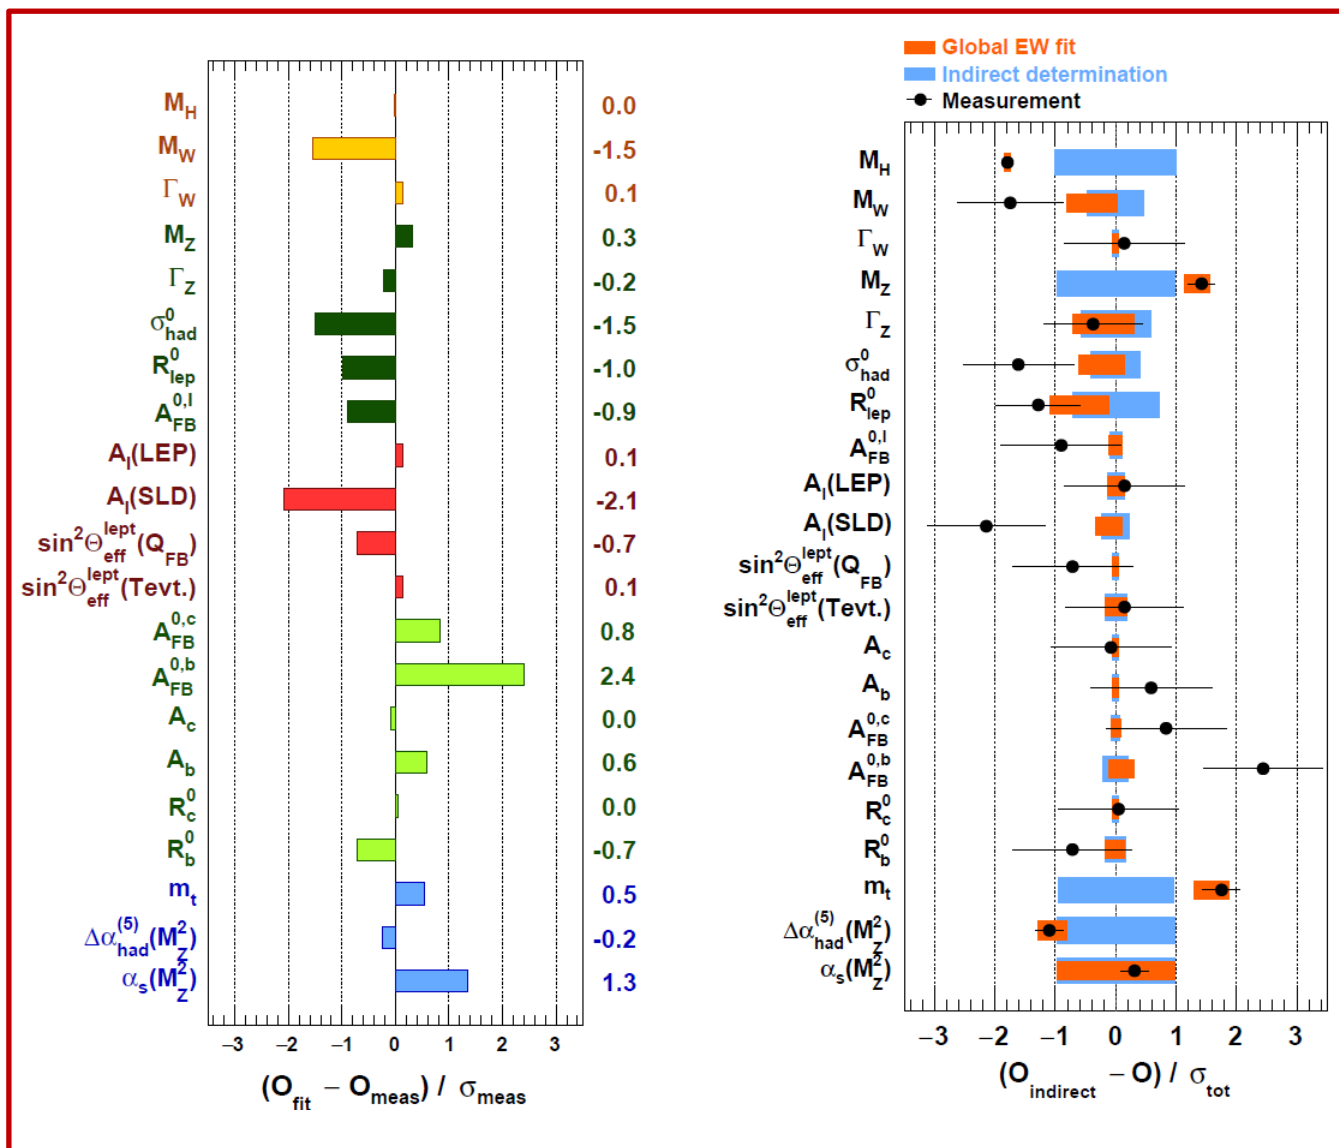 M_H 0.0
M_W -1.5
Γ_W 0.1
M_Z 0.3
Γ_Z -0.2
σ^0_had -1.5
R^0_lep -1.0
A^0,l_FB -0.9
A_l(LEP) 0.1
A_l(SLD) -2.1
sin²Θ^lept_eff(Q_FB) -0.7
sin²Θ^lept_eff(Tevt.) 0.1
A^0,c_FB 0.8
A^0,b_FB 2.4
A_c 0.0
A_b 0.6
R^0_c 0.0
R^0_b -0.7
m_t 0.5
Δα^(5)_had(M²_Z) -0.2
α_s(M²_Z) 1.3
−3 −2 −1 0 1 2 3
(O_fit − O_meas) / σ_meas
Global EW fit
Indirect determination
Measurement
M_H
M_W
Γ_W
M_Z
Γ_Z
σ^0_had
R^0_lep
A^0,l_FB
A_l(LEP)
A_l(SLD)
sin²Θ^lept_eff(Q_FB)
sin²Θ^lept_eff(Tevt.)
A_c
A_b
A^0,c_FB
A^0,b_FB
R^0_c
R^0_b
m_t
Δα^(5)_had(M²_Z)
α_s(M²_Z)
−3 −2 −1 0 1 2 3
(O_indirect − O) / σ_tot